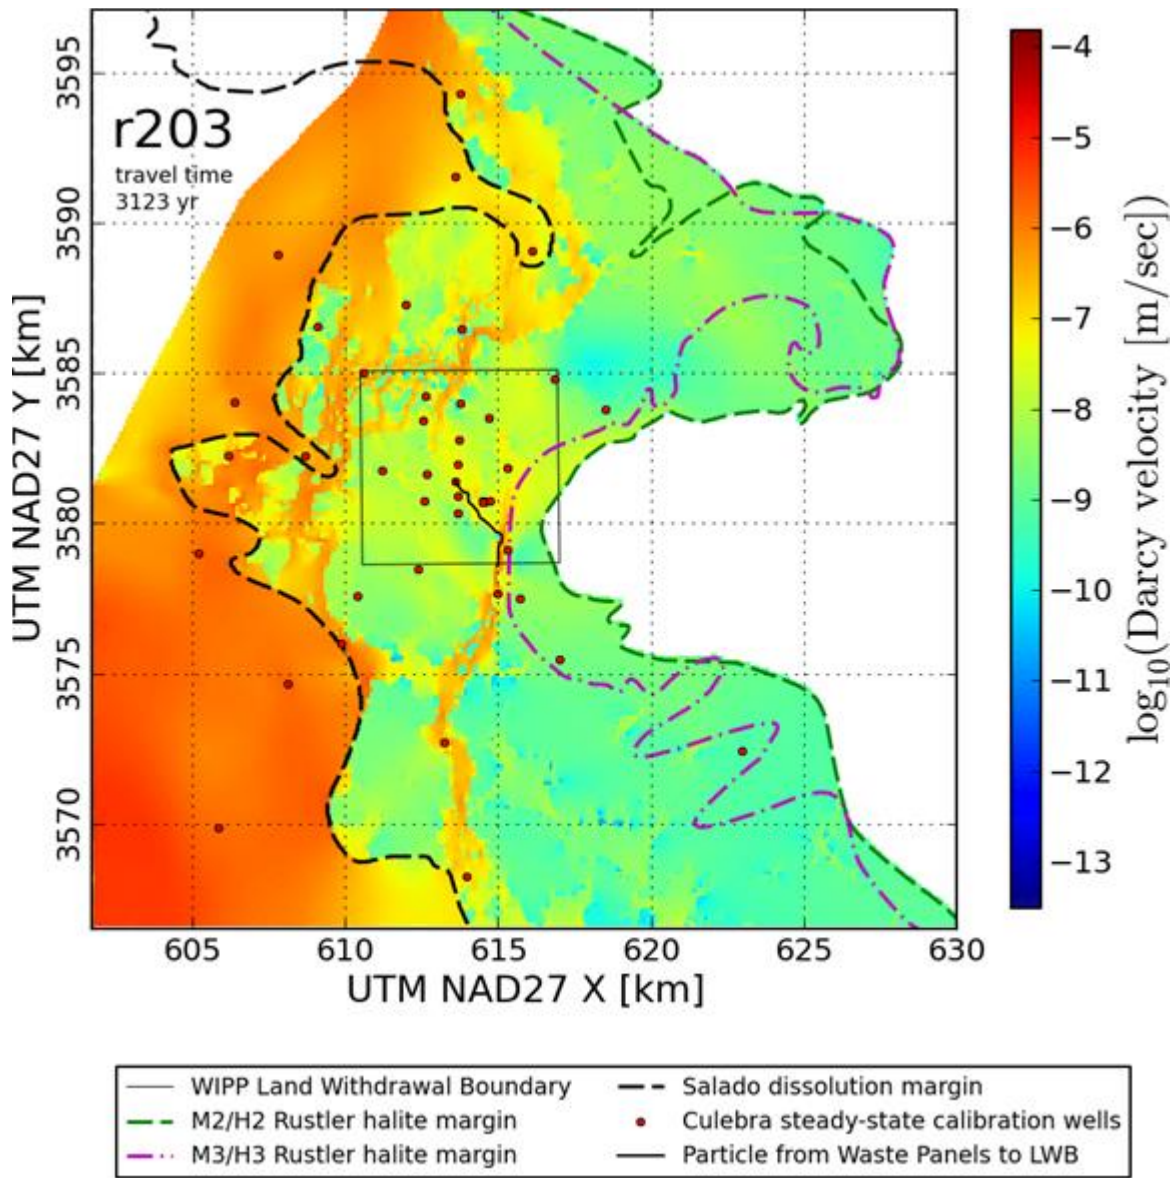 r203
travel time
3123 yr
3595
3590
3585
3580
3575
3570
UTM NAD27 Y [km]
605 610 615 620 625 630
UTM NAD27 X [km]
−4
−5
−6
−7
−8
−9
−10
−11
−12
−13
log10(Darcy velocity [m/sec])
WIPP Land Withdrawal Boundary
M2/H2 Rustler halite margin
M3/H3 Rustler halite margin
Salado dissolution margin
Culebra steady-state calibration wells
Particle from Waste Panels to LWB